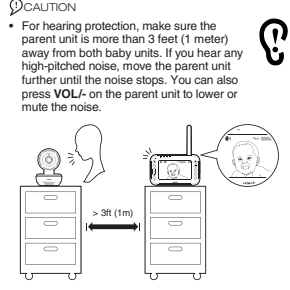 CAUTION
• For hearing protection, make sure the
parent unit is more than 3 feet (1 meter)
away from both baby units. If you hear any
high-pitched noise, move the parent unit
further until the noise stops. You can also
press VOL/- on the parent unit to lower or
mute the noise.
> 3ft (1m)